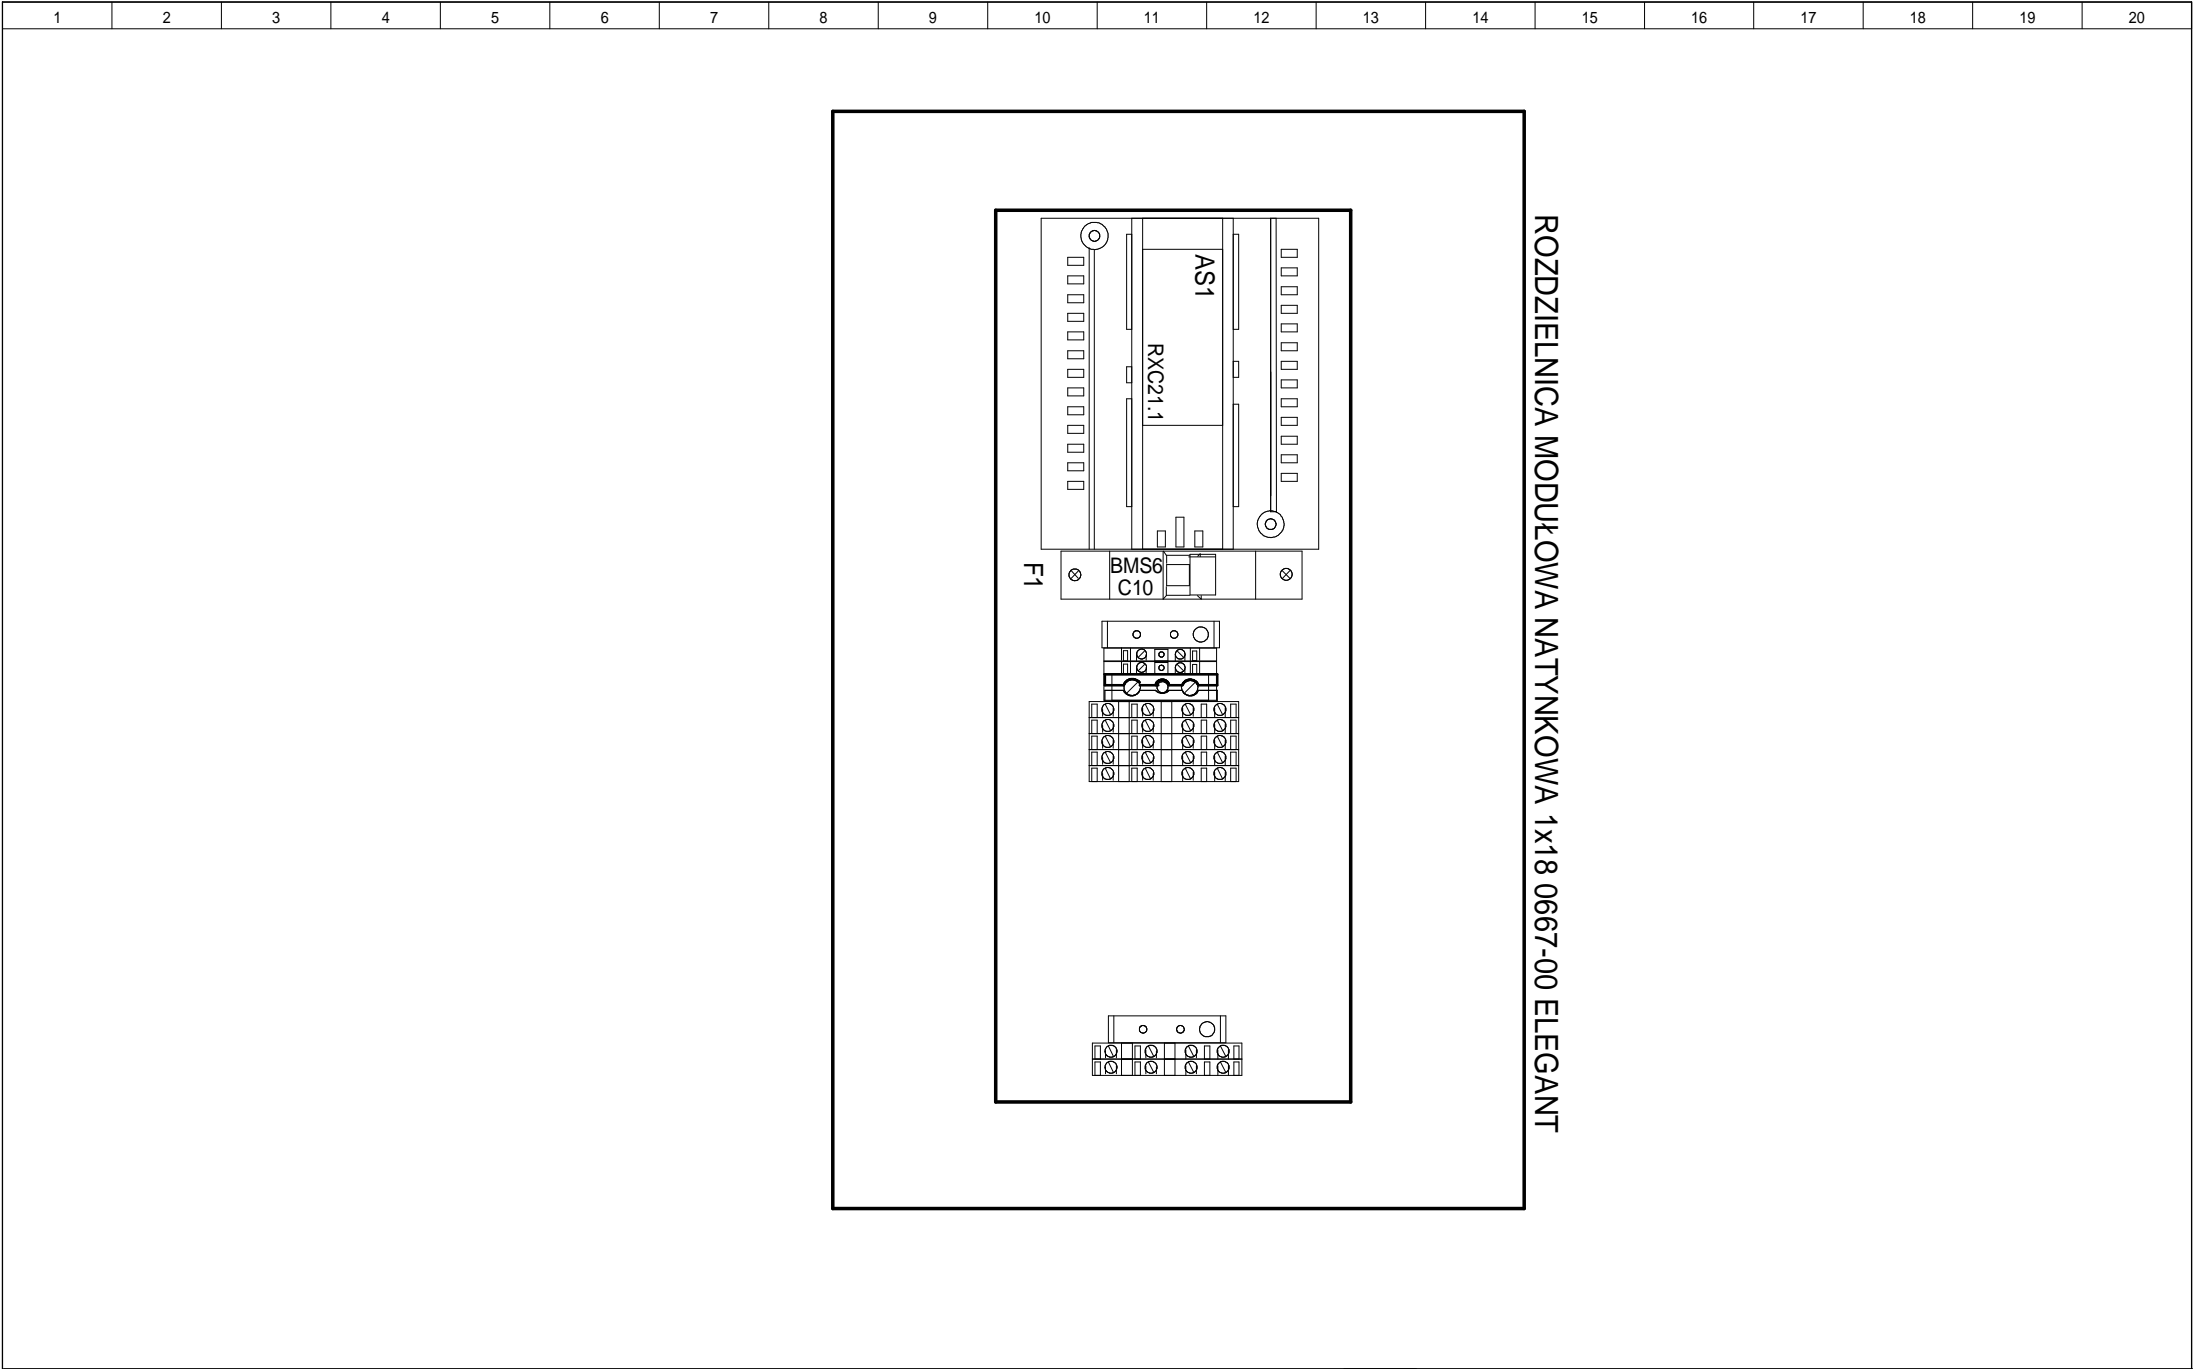 1 2 3 4 5 6 7 8 9 10 11 12 13 14 15 16 17 18 19 20
AS1
RXC21.1
F1
BMS6
C10
ROZDZIELNICA MODUŁOWA NATYNKOWA 1x18 0667-00 ELEGANT